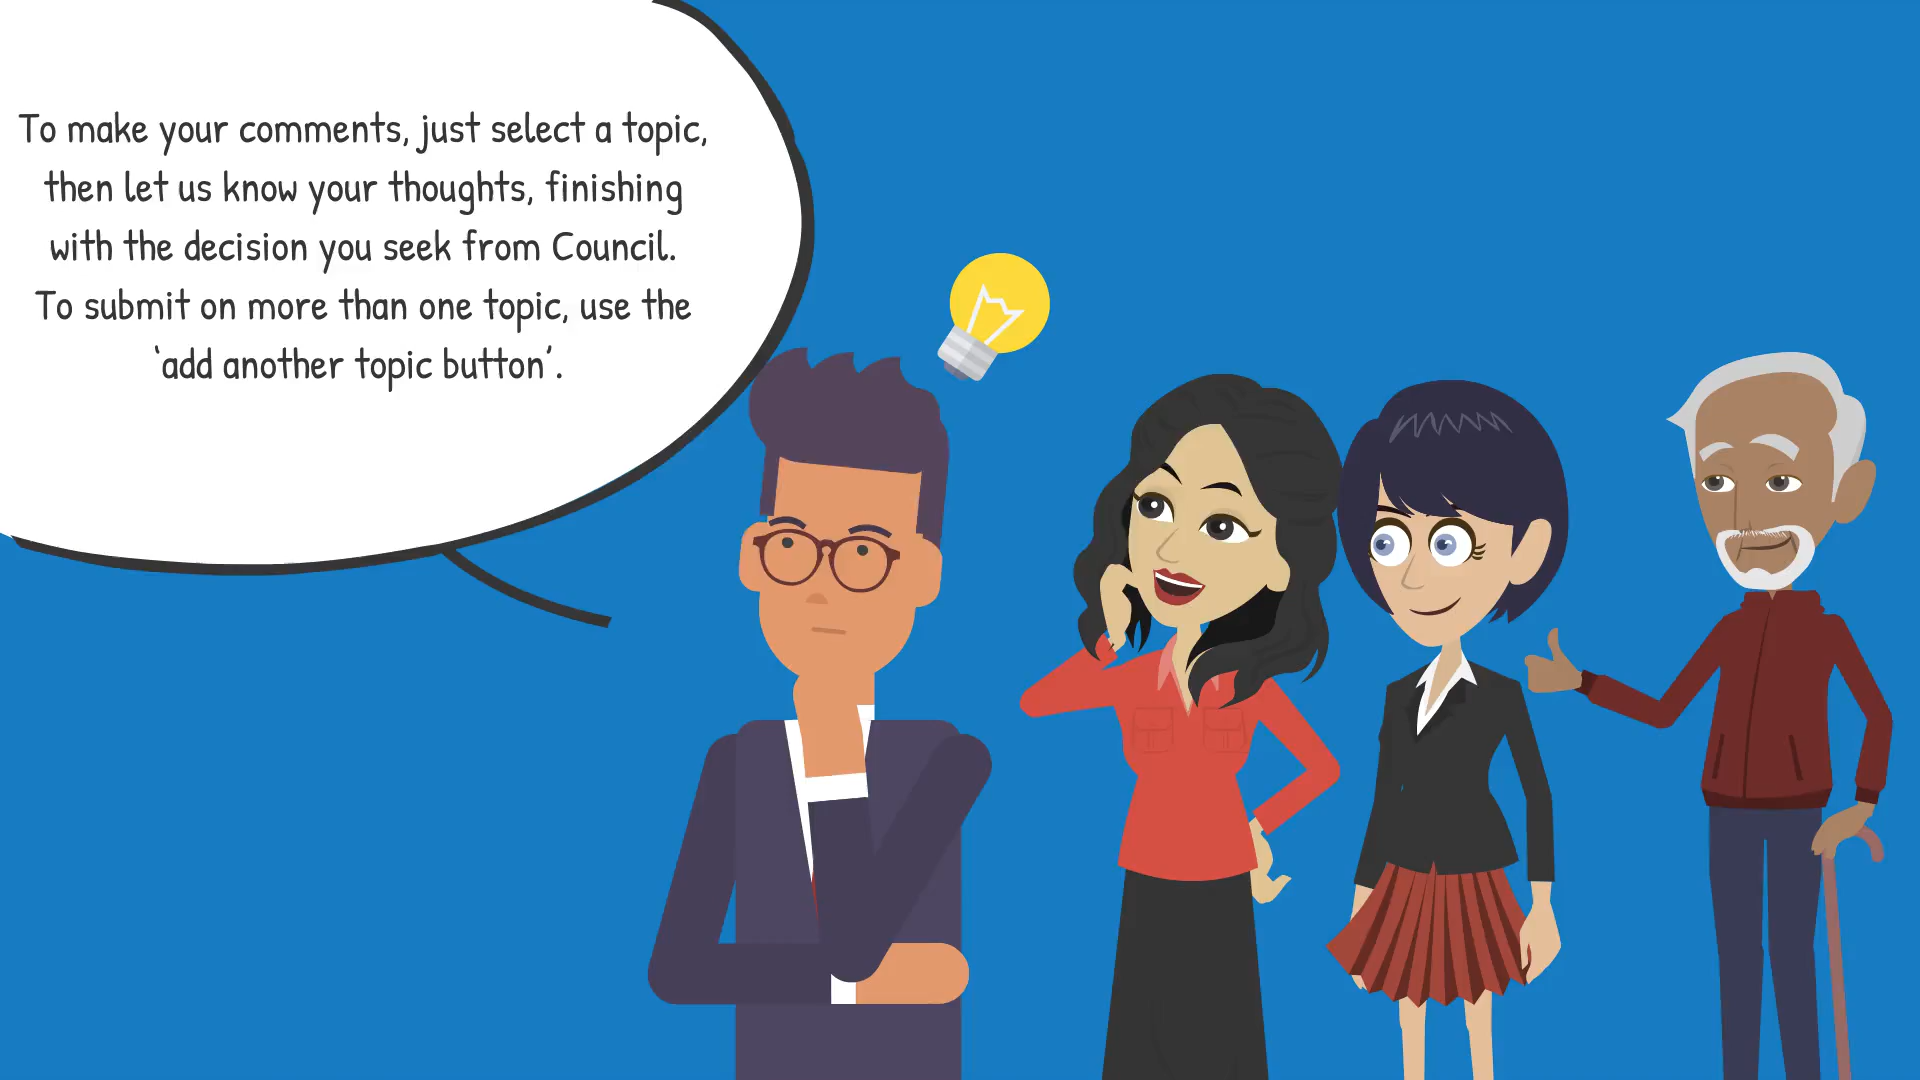 To make your comments, just select a topic,
then let us know your thoughts, finishing
with the decision you seek from Council.
To submit on more than one topic, use the
‘add another topic button’.